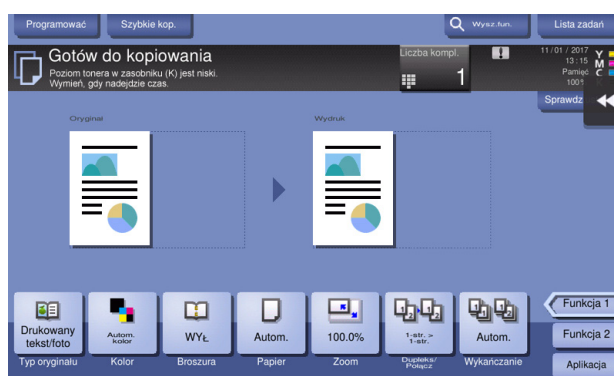 Programować
Szybkie kop.
Wysz.fun.
Lista zadań
Gotów do kopiowania
Poziom tonera w zasobniku (K) jest niski.
Wymień, gdy nadejdzie czas.
Liczba kompl.
1
11/01 / 2017
13:15
Pamięć
100%
Y
M
C
Sprawdz
Oryginał
Wydruk
Drukowany
tekst/foto
Autom.
kolor
WYŁ
Autom.
100.0%
1-str. >
1-str.
Autom.
Typ oryginału
Kolor
Broszura
Papier
Zoom
Dupleks/
Połącz
Wykańczanie
Funkcja 1
Funkcja 2
Aplikacja